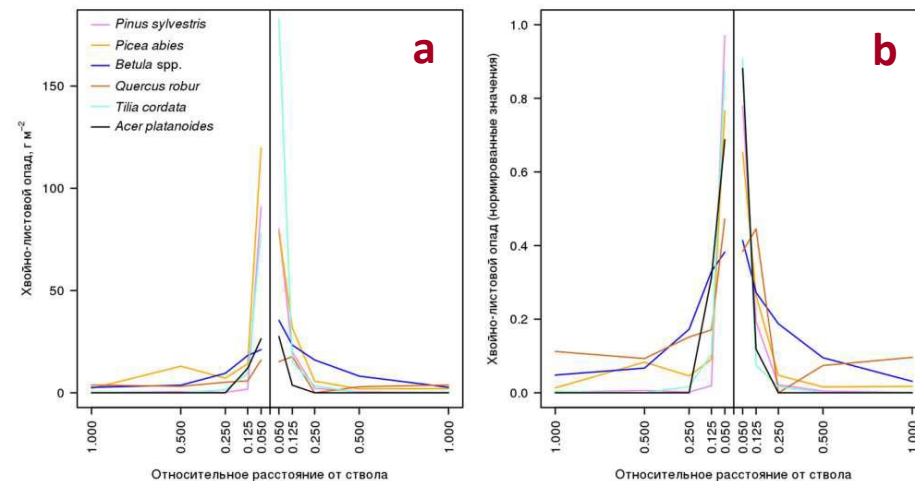 a
Pinus sylvestris
Picea abies
Betula spp.
Quercus robur
Tilia cordata
Acer platanoides
Хвойно-листовой опад, г м⁻²
150
100
50
0
1.000
0.500
0.250
0.125
0.050
0.050
0.125
0.250
0.500
1.000
Относительное расстояние от ствола
b
Хвойно-листовой опад (нормированные значения)
1.0
0.8
0.6
0.4
0.2
0.0
1.000
0.500
0.250
0.125
0.050
0.050
0.125
0.250
0.500
1.000
Относительное расстояние от ствола